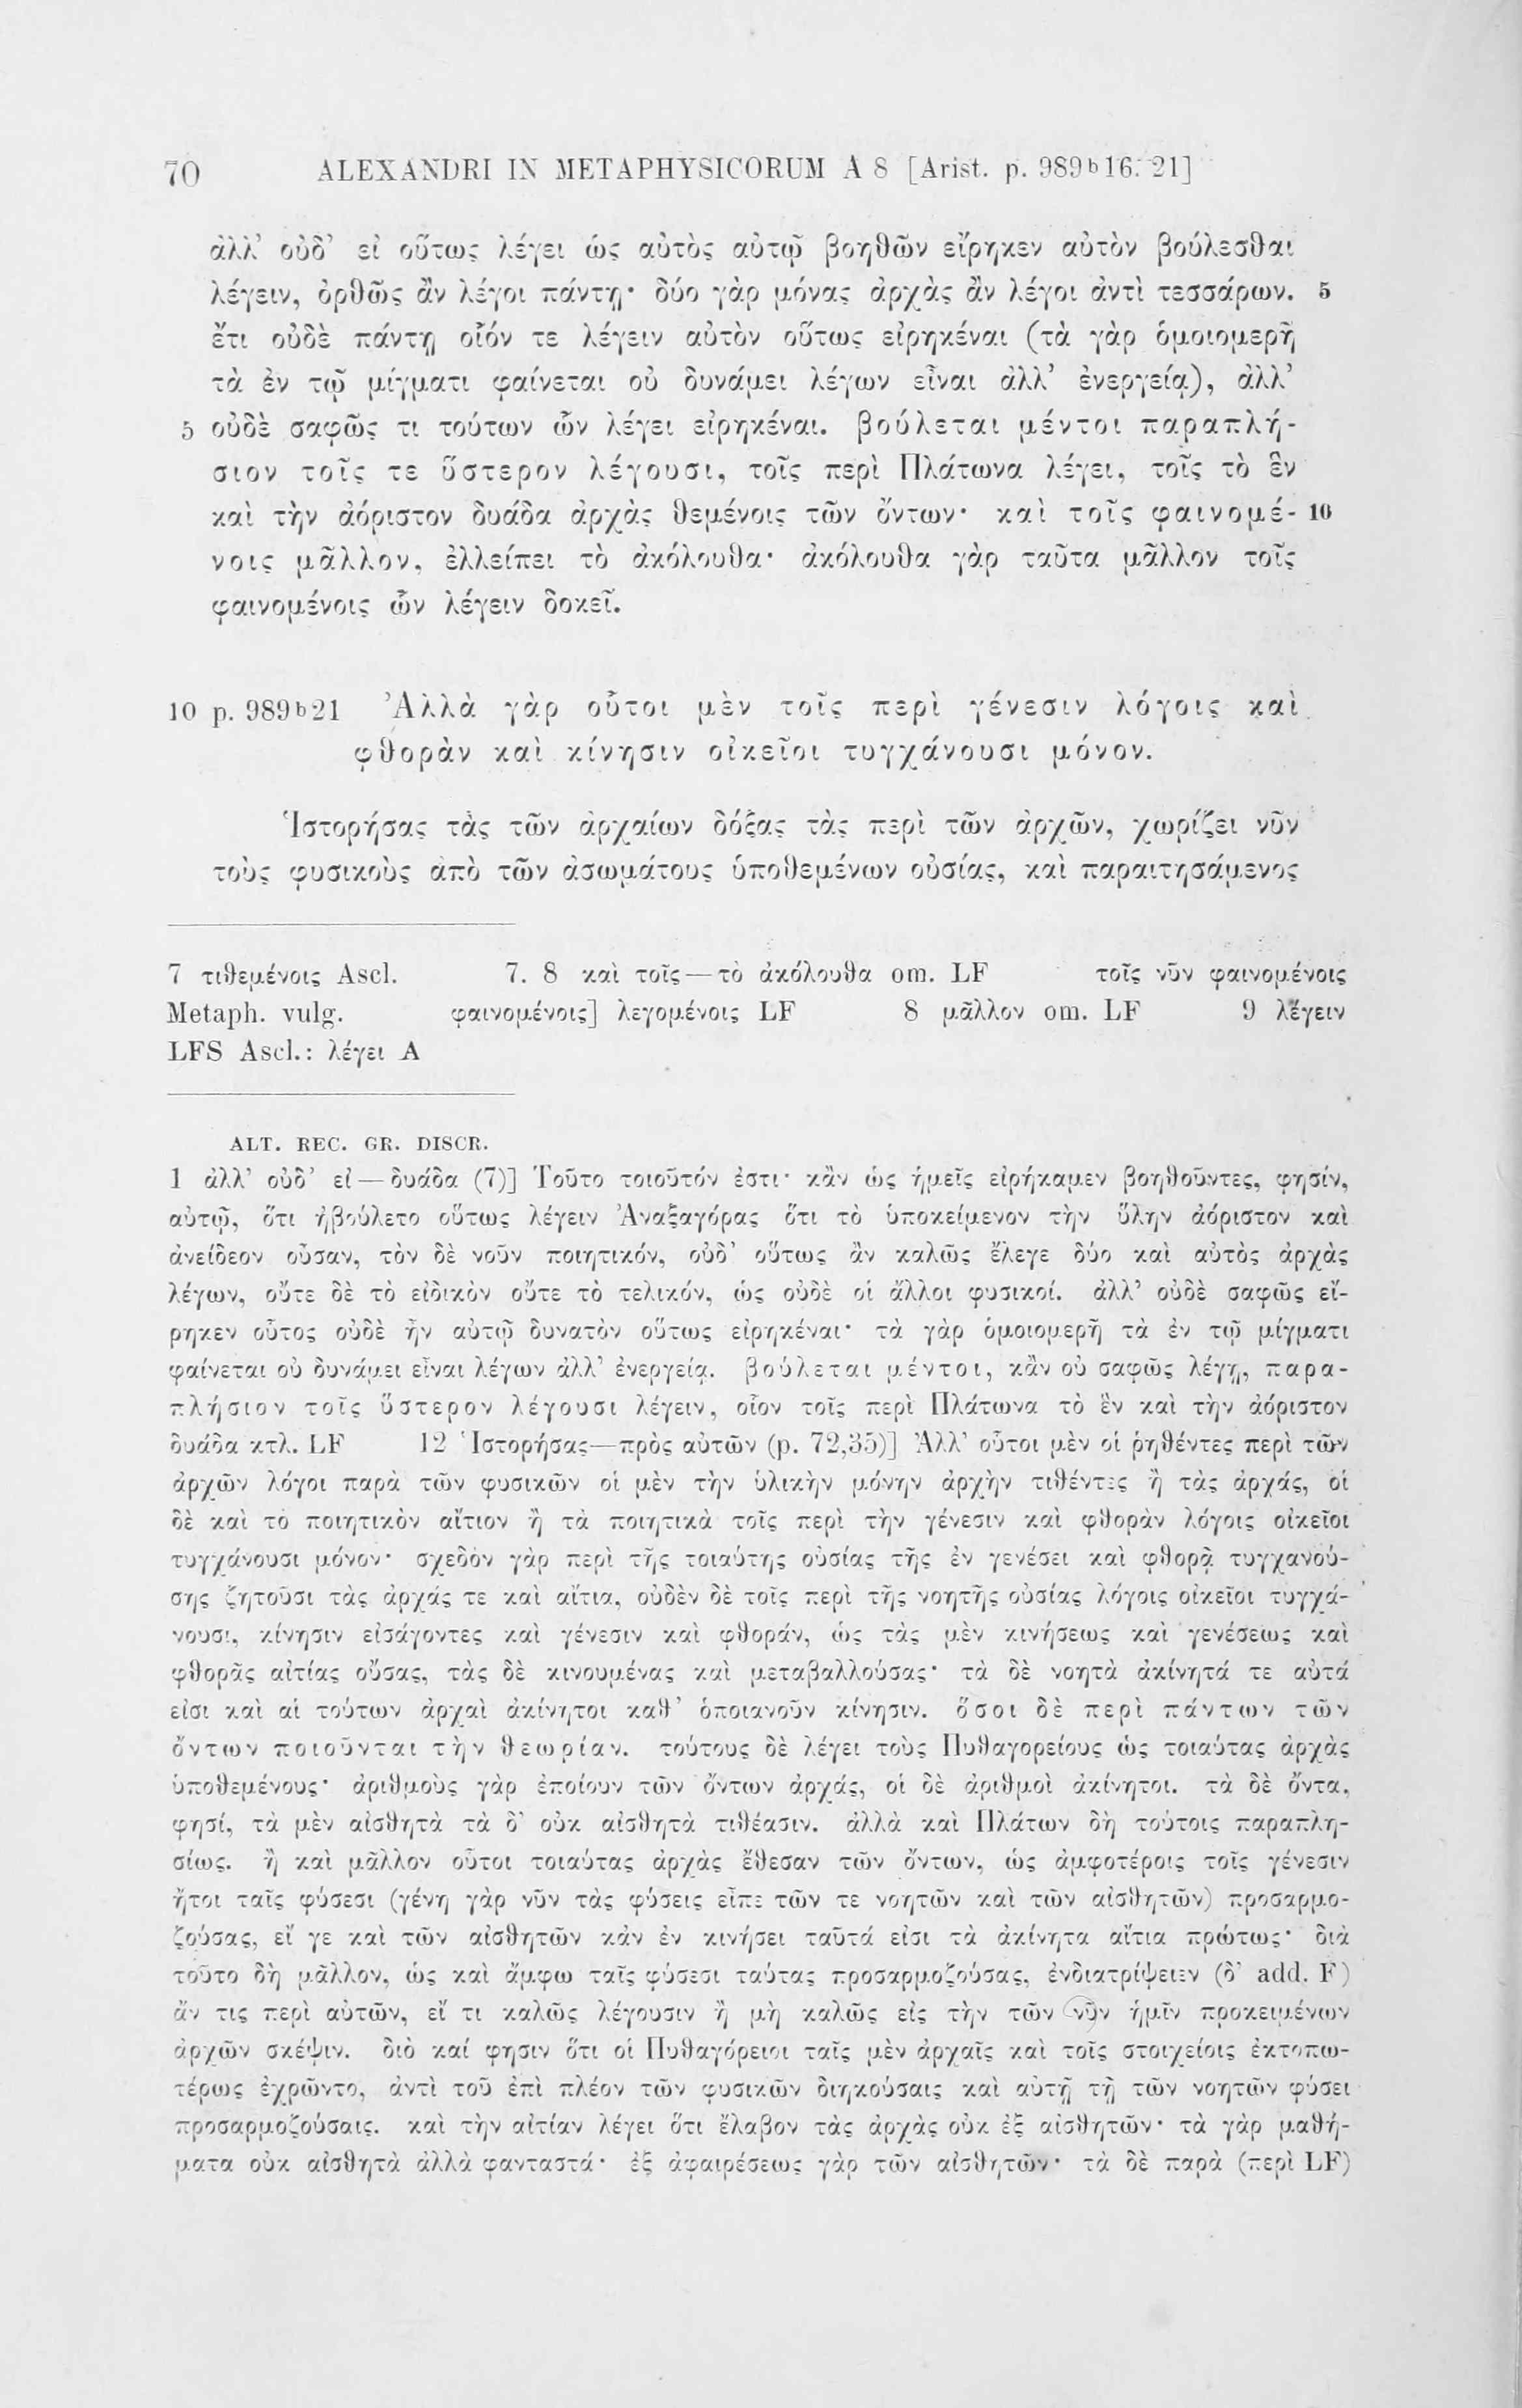 70 ALEXANDRI IN METAPHYSICORUM A 8 [Arist. p. 989b16. 21]
ἀλλ’ οὐδ’ εἰ οὕτως λέγει ὡς αὐτὸς αὐτῷ βοηθῶν εἴρηκεν αὐτὸν βούλεσθαι
λέγειν, ὀρθῶς ἂν λέγοι πάντῃ· δύο γὰρ μόνας ἀρχὰς ἂν λέγοι ἀντὶ τεσσάρων. 5
ἔτι οὐδὲ πάντῃ οἷόν τε λέγειν αὐτὸν οὕτως εἰρηκέναι (τὰ γὰρ ὁμοιομερῆ
τὰ ἐν τῷ μίγματι φαίνεται οὐ δυνάμει λέγων εἶναι ἀλλ’ ἐνεργείᾳ), ἀλλ’
5 οὐδὲ σαφῶς τι τούτων ὧν λέγει εἰρηκέναι. βούλεται μέντοι παραπλή-
σιον τοῖς τε ὕστερον λέγουσι, τοῖς περὶ Πλάτωνα λέγει, τοῖς τὸ ἓν
καὶ τὴν ἀόριστον δυάδα ἀρχὰς θεμένοις τῶν ὄντων· καὶ τοῖς φαινομέ- 10
νοις μᾶλλον, ἐλλείπει τὸ ἀκόλουθα· ἀκόλουθα γὰρ ταῦτα μᾶλλον τοῖς
φαινομένοις ὧν λέγειν δοκεῖ.
10 p. 989b21 Ἀλλὰ γὰρ οὗτοι μὲν τοῖς περὶ γένεσιν λόγοις καὶ
φθορὰν καὶ κίνησιν οἰκεῖοι τυγχάνουσι μόνον.
Ἱστορήσας τὰς τῶν ἀρχαίων δόξας τὰς περὶ τῶν ἀρχῶν, χωρίζει νῦν
τοὺς φυσικοὺς ἀπὸ τῶν ἀσωμάτους ὑποθεμένων οὐσίας, καὶ παραιτησάμενος
7 τιθεμένοις Ascl. 7. 8 καὶ τοῖς — τὸ ἀκόλουθα om. LF τοῖς νῦν φαινομένοις
Metaph. vulg. φαινομένοις] λεγομένοις LF 8 μᾶλλον om. LF 9 λέγειν
LFS Ascl.: λέγει A
ALT. REC. GR. DISCR.
1 ἀλλ’ οὐδ’ εἰ — δυάδα (7)] Τοῦτο τοιοῦτόν ἐστι· κἂν ὡς ἡμεῖς εἰρήκαμεν βοηθοῦντες, φησίν,
αὐτῷ, ὅτι ἠβούλετο οὕτως λέγειν Ἀναξαγόρας ὅτι τὸ ὑποκείμενον τὴν ὕλην ἀόριστον καὶ
ἀνείδεον οὖσαν, τὸν δὲ νοῦν ποιητικόν, οὐδ’ οὕτως ἂν καλῶς ἔλεγε δύο καὶ αὐτὸς ἀρχὰς
λέγων, οὔτε δὲ τὸ εἰδικὸν οὔτε τὸ τελικόν, ὡς οὐδὲ οἱ ἄλλοι φυσικοί. ἀλλ’ οὐδὲ σαφῶς εἴ-
ρηκεν οὗτος οὐδὲ ἦν αὐτῷ δυνατὸν οὕτως εἰρηκέναι· τὰ γὰρ ὁμοιομερῆ τὰ ἐν τῷ μίγματι
φαίνεται οὐ δυνάμει εἶναι λέγων ἀλλ’ ἐνεργείᾳ. βούλεται μέντοι, κἂν οὐ σαφῶς λέγῃ, παρα-
πλήσιον τοῖς ὕστερον λέγουσι λέγειν, οἷον τοῖς περὶ Πλάτωνα τὸ ἓν καὶ τὴν ἀόριστον
δυάδα κτλ. LF 12 Ἱστορήσας — πρὸς αὐτῶν (p. 72,35)] Ἀλλ’ οὗτοι μὲν οἱ ῥηθέντες περὶ τῶν
ἀρχῶν λόγοι παρὰ τῶν φυσικῶν οἱ μὲν τὴν ὑλικὴν μόνην ἀρχὴν τιθέντες ἢ τὰς ἀρχάς, οἱ
δὲ καὶ τὸ ποιητικὸν αἴτιον ἢ τὰ ποιητικὰ τοῖς περὶ τὴν γένεσιν καὶ φθορὰν λόγοις οἰκεῖοι
τυγχάνουσι μόνον· σχεδὸν γὰρ περὶ τῆς τοιαύτης οὐσίας τῆς ἐν γενέσει καὶ φθορᾷ τυγχανού-
σης ζητοῦσι τὰς ἀρχάς τε καὶ αἴτια, οὐδὲν δὲ τοῖς περὶ τῆς νοητῆς οὐσίας λόγοις οἰκεῖοι τυγχά-
νουσι, κίνησιν εἰσάγοντες καὶ γένεσιν καὶ φθοράν, ὡς τὰς μὲν κινήσεως καὶ γενέσεως καὶ
φθορᾶς αἰτίας οὔσας, τὰς δὲ κινουμένας καὶ μεταβαλλούσας· τὰ δὲ νοητὰ ἀκίνητά τε αὐτά
εἰσι καὶ αἱ τούτων ἀρχαὶ ἀκίνητοι καθ’ ὁποιανοῦν κίνησιν. ὅσοι δὲ περὶ πάντων τῶν
ὄντων ποιοῦνται τὴν θεωρίαν. τούτους δὲ λέγει τοὺς Πυθαγορείους ὡς τοιαύτας ἀρχὰς
ὑποθεμένους· ἀριθμοὺς γὰρ ἐποίουν τῶν ὄντων ἀρχάς, οἱ δὲ ἀριθμοὶ ἀκίνητοι. τὰ δὲ ὄντα,
φησί, τὰ μὲν αἰσθητὰ τὰ δ’ οὐκ αἰσθητὰ τιθέασιν. ἀλλὰ καὶ Πλάτων δὴ τούτοις παραπλη-
σίως. ἢ καὶ μᾶλλον οὗτοι τοιαύτας ἀρχὰς ἔθεσαν τῶν ὄντων, ὡς ἀμφοτέροις τοῖς γένεσιν
ἤτοι ταῖς φύσεσι (γένη γὰρ νῦν τὰς φύσεις εἶπε τῶν τε νοητῶν καὶ τῶν αἰσθητῶν) προσαρμο-
ζούσας, εἴ γε καὶ τῶν αἰσθητῶν κἀν ἐν κινήσει ταῦτά εἰσι τὰ ἀκίνητα αἴτια πρώτως· διὰ
τοῦτο δὴ μᾶλλον, ὡς καὶ ἄμφω ταῖς φύσεσι ταύτας προσαρμοζούσας, ἐνδιατρίψειεν (δ’ add. F)
ἄν τις περὶ αὐτῶν, εἴ τι καλῶς λέγουσιν ἢ μὴ καλῶς εἰς τὴν τῶν νῦν ἡμῖν προκειμένων
ἀρχῶν σκέψιν. διὸ καί φησιν ὅτι οἱ Πυθαγόρειοι ταῖς μὲν ἀρχαῖς καὶ τοῖς στοιχείοις ἐκτοπω-
τέρως ἐχρῶντο, ἀντὶ τοῦ ἐπὶ πλέον τῶν φυσικῶν διηκούσαις καὶ αὐτῇ τῇ τῶν νοητῶν φύσει
προσαρμοζούσαις. καὶ τὴν αἰτίαν λέγει ὅτι ἔλαβον τὰς ἀρχὰς οὐκ ἐξ αἰσθητῶν· τὰ γὰρ μαθή-
ματα οὐκ αἰσθητὰ ἀλλὰ φανταστά· ἐξ ἀφαιρέσεως γὰρ τῶν αἰσθητῶν· τὰ δὲ παρὰ (περὶ LF)